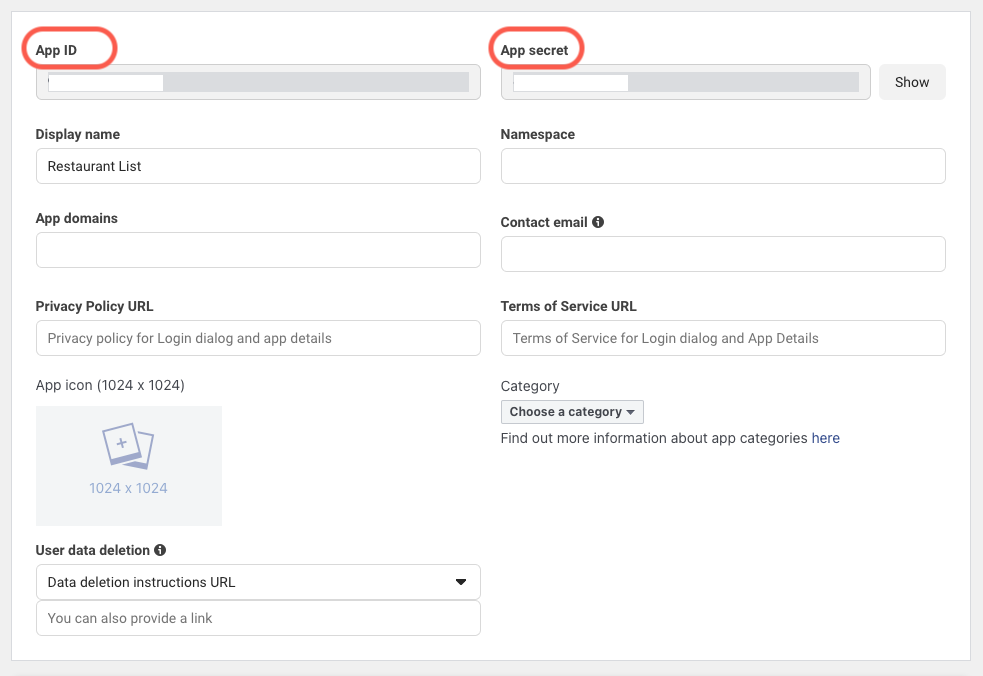 App ID
App secret
Show
Display name
Namespace
Restaurant List
App domains
Contact email
Privacy Policy URL
Terms of Service URL
Privacy policy for Login dialog and app details
Terms of Service for Login dialog and App Details
App icon (1024 x 1024)
Category
Choose a category
Find out more information about app categories here
1024 x 1024
User data deletion
Data deletion instructions URL
You can also provide a link